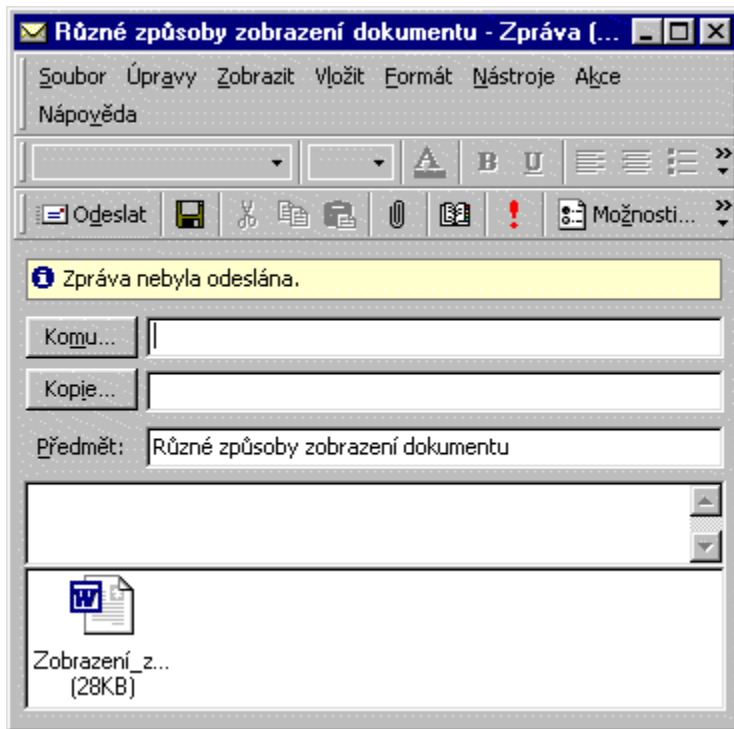 Různé způsoby zobrazení dokumentu - Zpráva (...
Soubor Úpravy Zobrazit Vložit Formát Nástroje Akce
Nápověda
A B U
Odeslat Možnosti...
Zpráva nebyla odeslána.
Komu...
Kopie...
Předmět: Různé způsoby zobrazení dokumentu
W
Zobrazení_z...
(28KB)